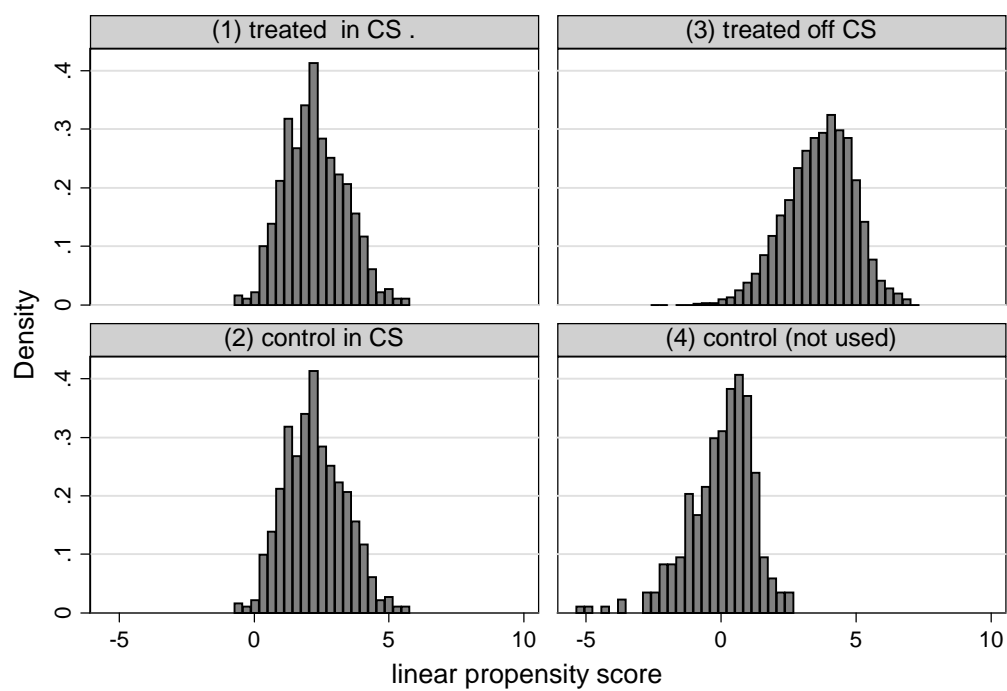 (1) treated  in CS .
(3) treated off CS
.4
.3
.2
.1
0
(2) control in CS
(4) control (not used)
.4
.3
.2
.1
0
Density
-5 0 5 10
-5 0 5 10
linear propensity score